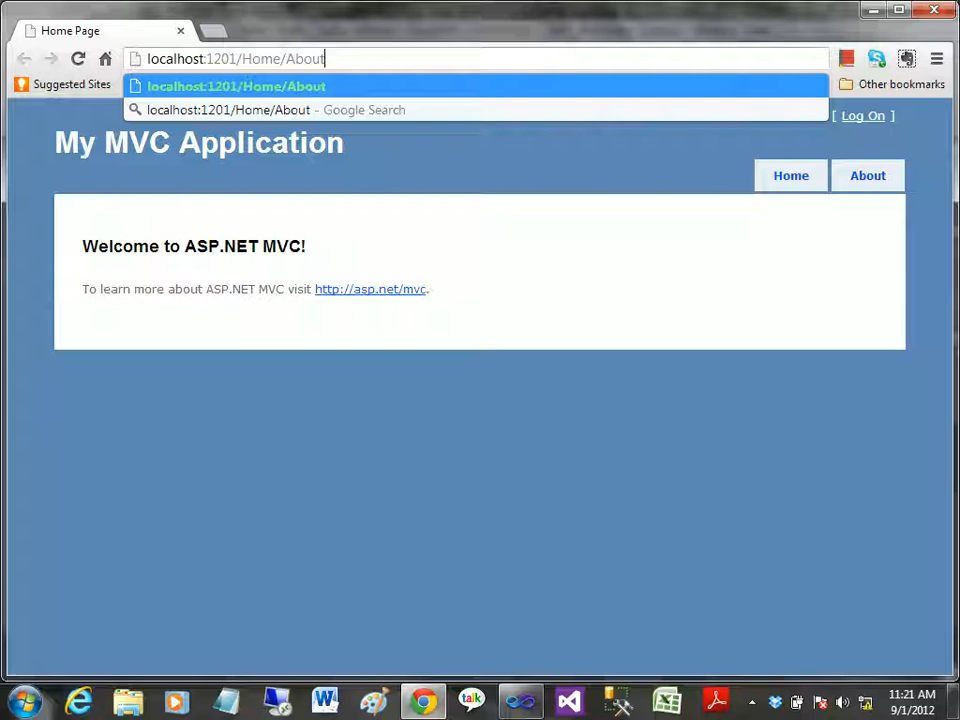 Home Page
localhost:1201/Home/About
Suggested Sites
localhost:1201/Home/About
Other bookmarks
localhost:1201/Home/About - Google Search
[ Log On ]
My MVC Application
Home About
Welcome to ASP.NET MVC!
To learn more about ASP.NET MVC visit http://asp.net/mvc.
talk
11:21 AM
9/1/2012